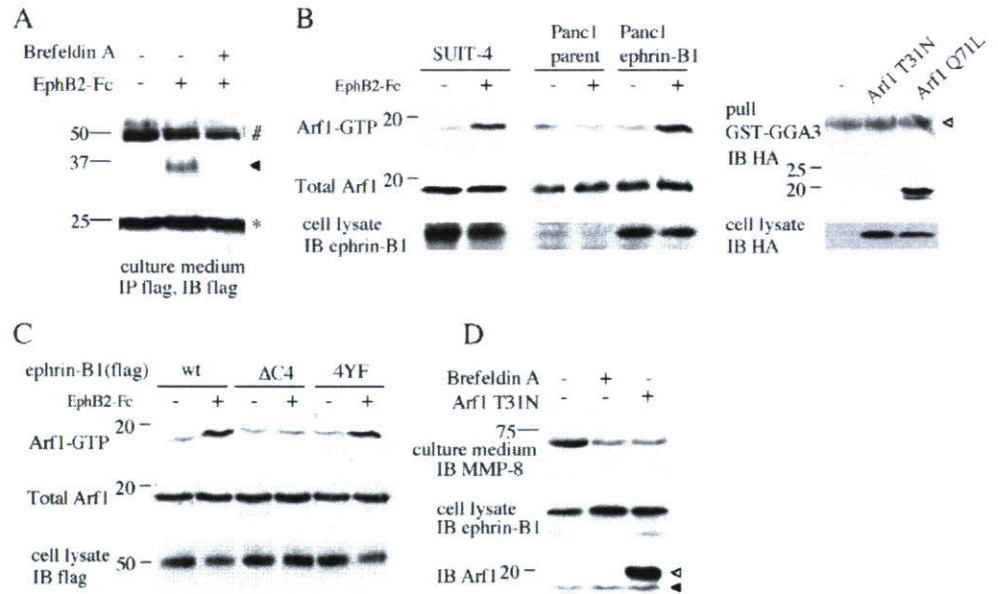 A
Brefeldin A - - +
EphB2-Fc - + +
50 #
37
25 *
culture medium
IP flag, IB flag
B
SUIT-4
Panc1 parent
Panc1 ephrin-B1
EphB2-Fc - + - + - +
Arf1-GTP 20
Total Arf1 20
cell lysate
IB ephrin-B1
- Arf1 T31N Arf1 Q71L
pull
GST-GGA3
IB HA
25
20
cell lysate
IB HA
C
ephrin-B1(flag) wt ΔC4 4YF
EphB2-Fc - + - + - +
20
Arf1-GTP
Total Arf1 20
cell lysate
IB flag
50
D
Brefeldin A - + -
Arf1 T31N - - +
75
culture medium
IB MMP-8
cell lysate
IB ephrin-B1
IB Arf1 20